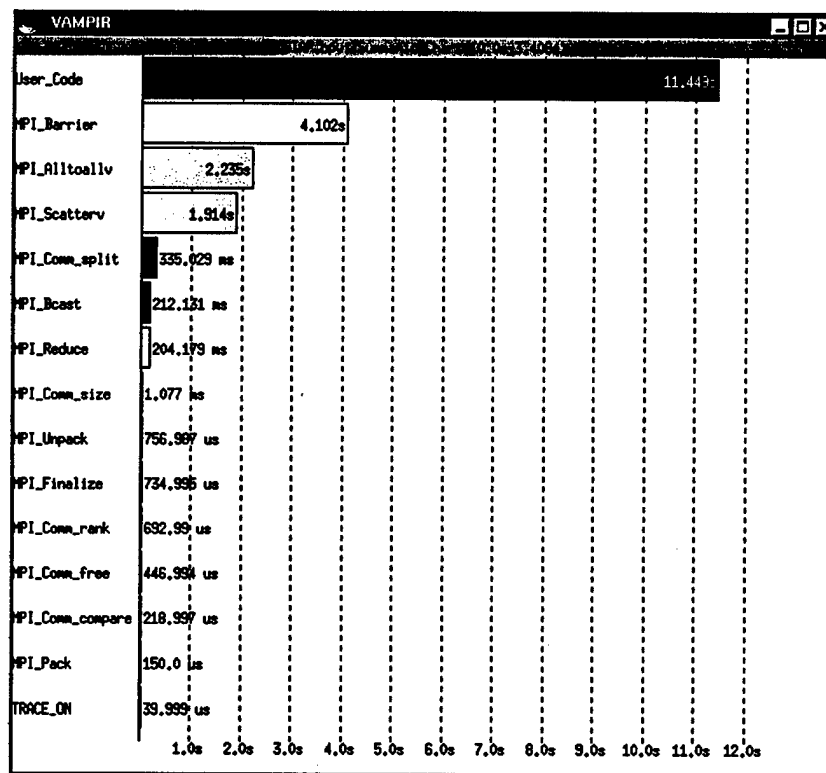 VAMPIR
User_Code 11.443s
MPI_Barrier 4.102s
MPI_Alltoallv 2.235s
MPI_Scatterv 1.914s
MPI_Comm_split 335.029 ms
MPI_Bcast 212.131 ms
MPI_Reduce 204.179 ms
MPI_Comm_size 1.077 ms
MPI_Unpack 756.987 us
MPI_Finalize 734.995 us
MPI_Comm_rank 692.99 us
MPI_Comm_free 446.994 us
MPI_Comm_compare 218.997 us
MPI_Pack 150.0 us
TRACE_ON 39.999 us
1.0s 2.0s 3.0s 4.0s 5.0s 6.0s 7.0s 8.0s 9.0s 10.0s 11.0s 12.0s